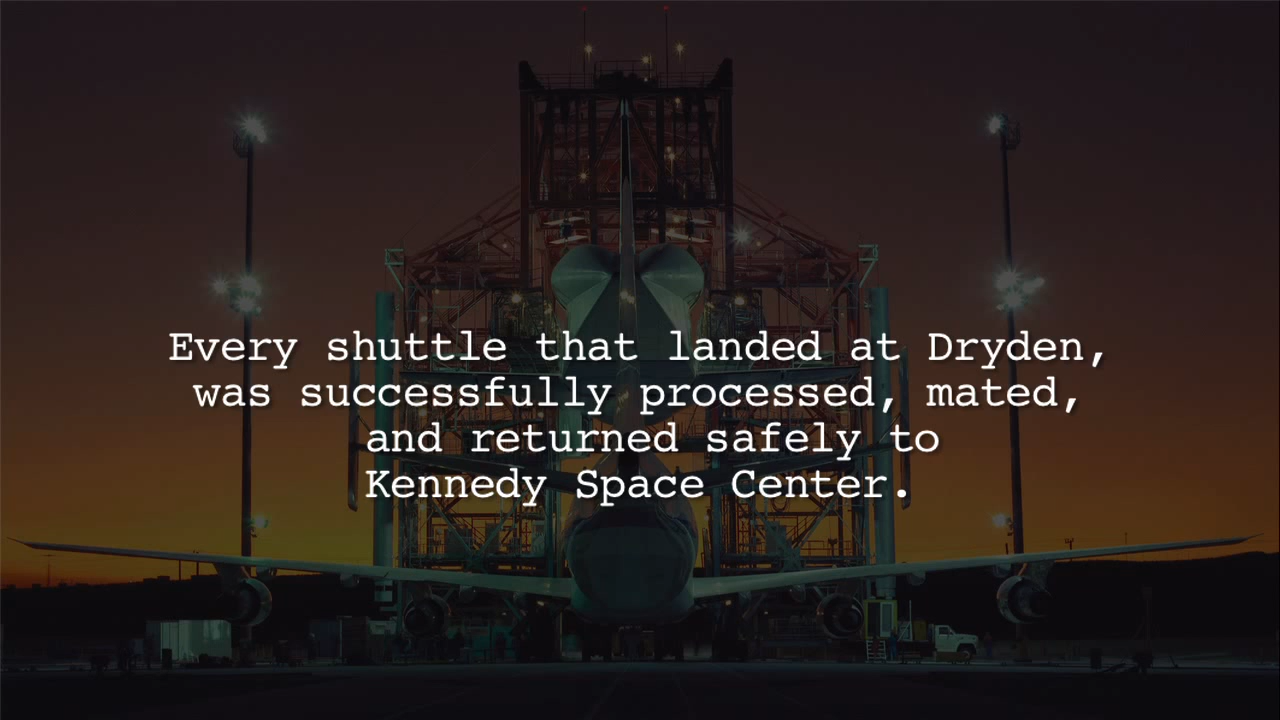 Every shuttle that landed at Dryden,
was successfully processed, mated,
and returned safely to
Kennedy Space Center.